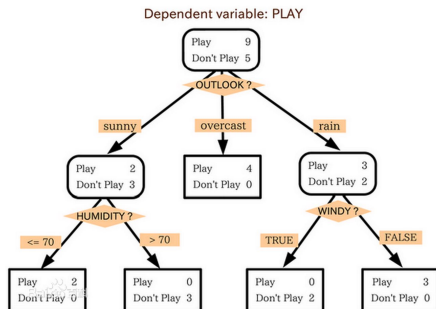 Dependent variable: PLAY
Play 9
Don't Play 5
OUTLOOK ?
sunny
overcast
rain
Play 2
Don't Play 3
Play 4
Don't Play 0
Play 3
Don't Play 2
HUMIDITY ?
WINDY ?
<= 70
> 70
TRUE
FALSE
Play 2
Don't Play 0
Play 0
Don't Play 3
Play 0
Don't Play 2
Play 3
Don't Play 0